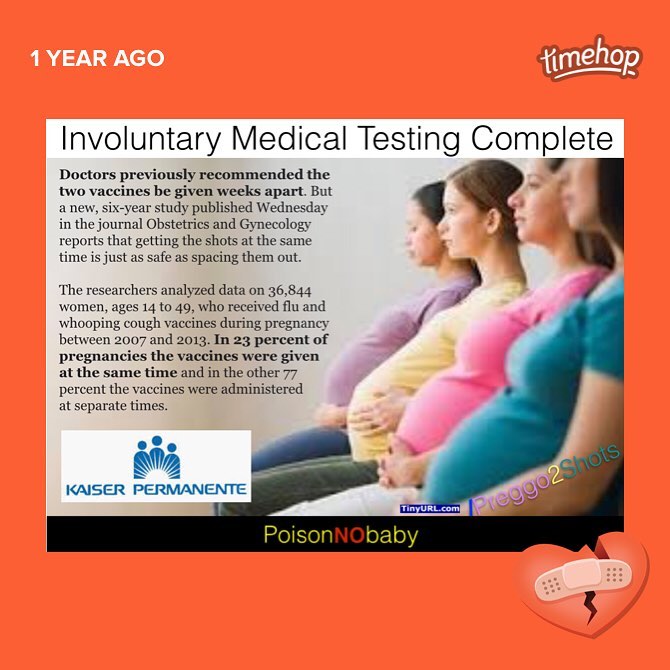 1 YEAR AGO
timehop
Involuntary Medical Testing Complete
Doctors previously recommended the
two vaccines be given weeks apart. But
a new, six-year study published Wednesday
in the journal Obstetrics and Gynecology
reports that getting the shots at the same
time is just as safe as spacing them out.
The researchers analyzed data on 36,844
women, ages 14 to 49, who received flu and
whooping cough vaccines during pregnancy
between 2007 and 2013. In 23 percent of
pregnancies the vaccines were given
at the same time and in the other 77
percent the vaccines were administered
at separate times.
KAISER PERMANENTE
TinyURL.com /Preggo2Shots
PoisonNObaby